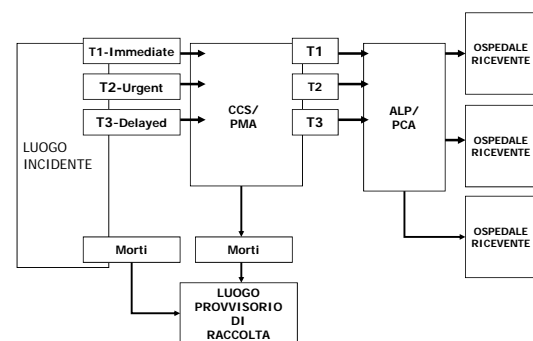 LUOGO
INCIDENTE
T1-Immediate
T2-Urgent
T3-Delayed
Morti
CCS/
PMA
Morti
LUOGO
PROVVISORIO
DI
RACCOLTA
T1
T2
T3
ALP/
PCA
OSPEDALE
RICEVENTE
OSPEDALE
RICEVENTE
OSPEDALE
RICEVENTE